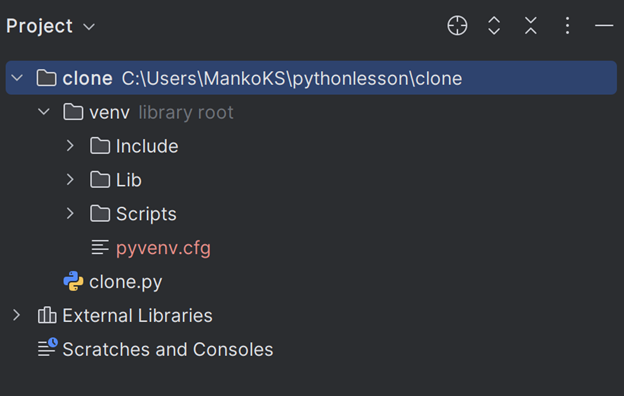 Project
clone C:\Users\MankoKS\pythonlesson\clone
venv library root
Include
Lib
Scripts
pyvenv.cfg
clone.py
External Libraries
Scratches and Consoles